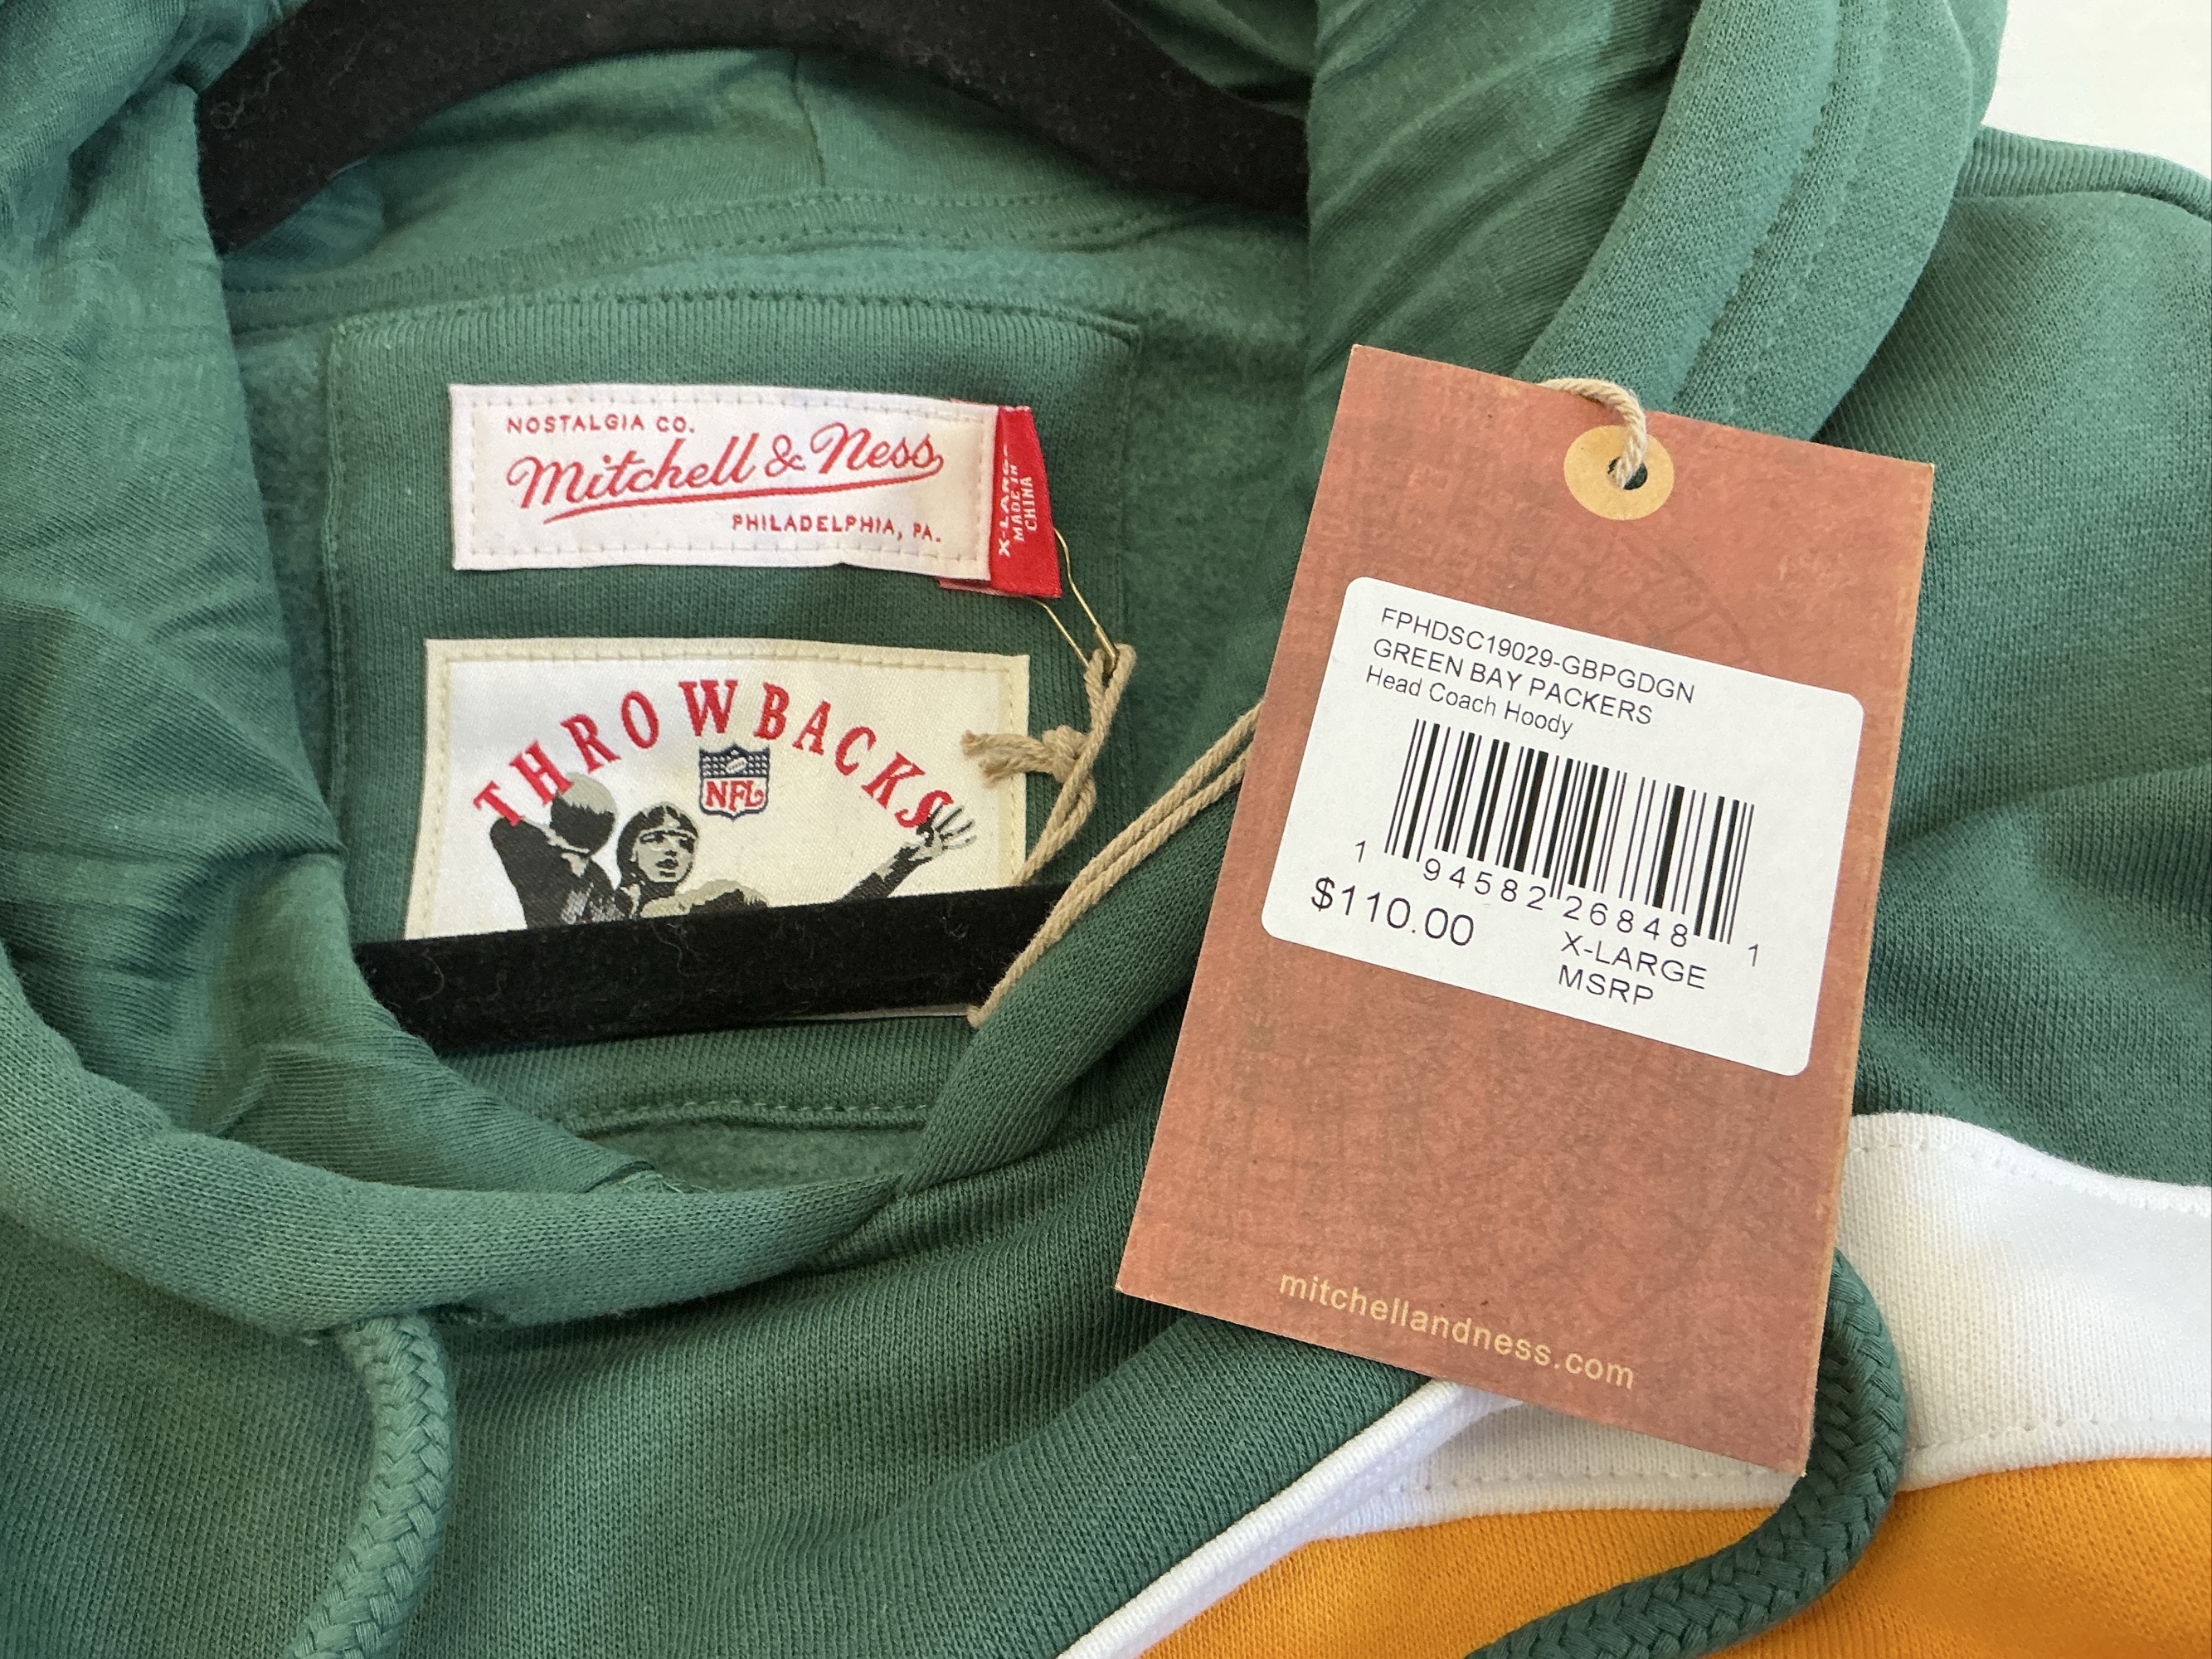 NOSTALGIA CO.
Mitchell & Ness
PHILADELPHIA, PA.
X-LARGE
MADE IN
CHINA
THROWBACKS
NFL
FPHDSC19029-GBPGDGN
GREEN BAY PACKERS
Head Coach Hoody
1 94582 26848 1
$110.00
X-LARGE
MSRP
mitchellandness.com